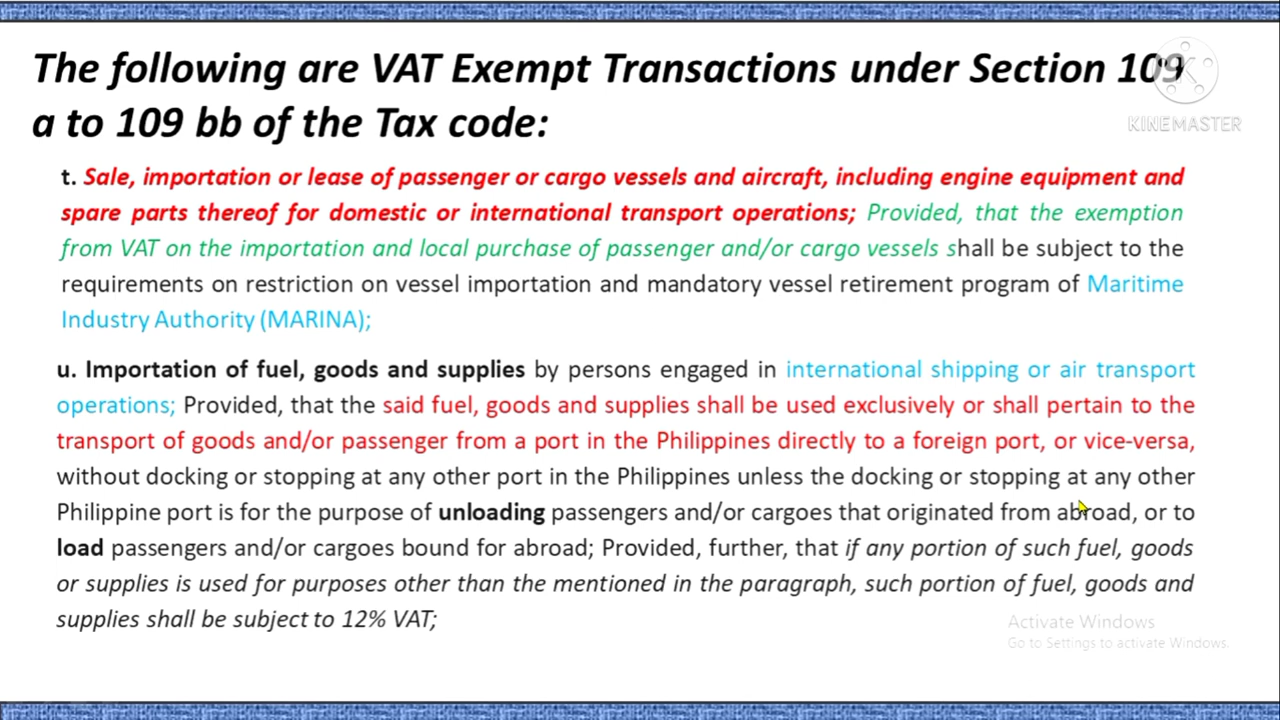 The following are VAT Exempt Transactions under Section 109
a to 109 bb of the Tax code:
KINEMASTER
t. Sale, importation or lease of passenger or cargo vessels and aircraft, including engine equipment and
spare parts thereof for domestic or international transport operations; Provided, that the exemption
from VAT on the importation and local purchase of passenger and/or cargo vessels shall be subject to the
requirements on restriction on vessel importation and mandatory vessel retirement program of Maritime
Industry Authority (MARINA);
u. Importation of fuel, goods and supplies by persons engaged in international shipping or air transport
operations; Provided, that the said fuel, goods and supplies shall be used exclusively or shall pertain to the
transport of goods and/or passenger from a port in the Philippines directly to a foreign port, or vice-versa,
without docking or stopping at any other port in the Philippines unless the docking or stopping at any other
Philippine port is for the purpose of unloading passengers and/or cargoes that originated from abroad, or to
load passengers and/or cargoes bound for abroad; Provided, further, that if any portion of such fuel, goods
or supplies is used for purposes other than the mentioned in the paragraph, such portion of fuel, goods and
supplies shall be subject to 12% VAT;
Activate Windows
Go to Settings to activate Windows.